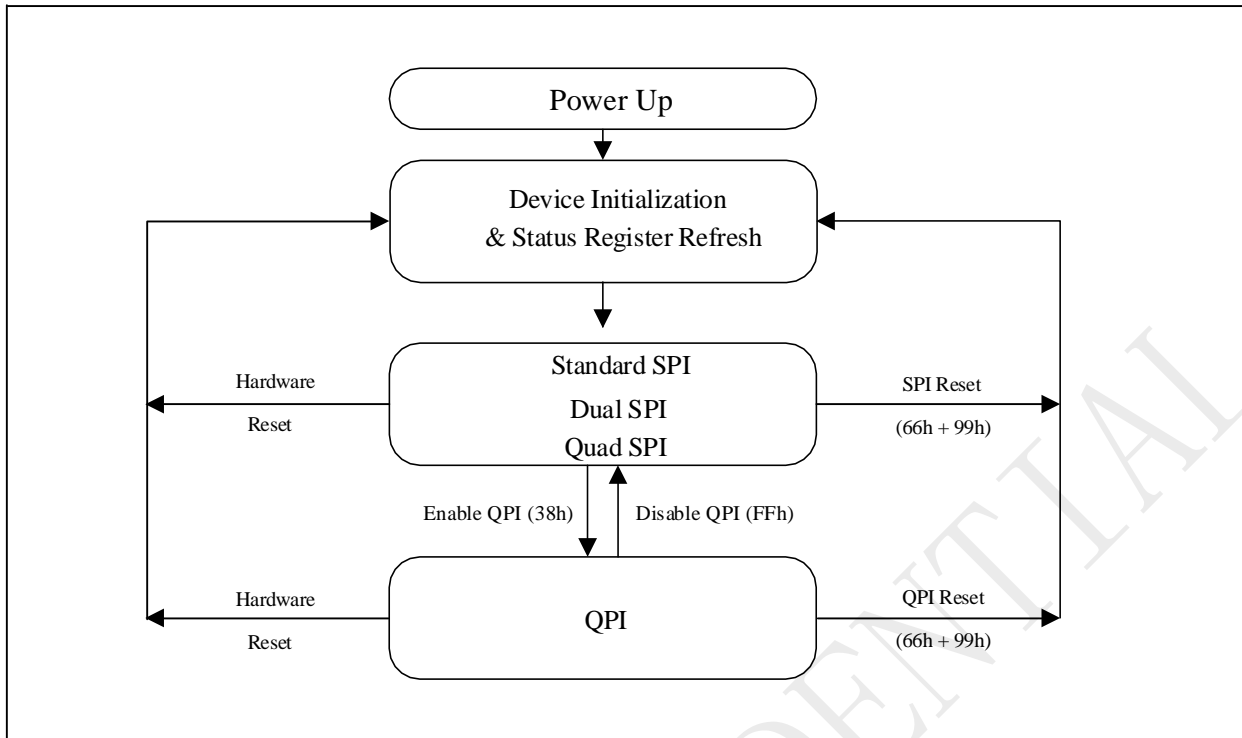 Power Up
Device Initialization
& Status Register Refresh
Standard SPI
Dual SPI
Quad SPI
Hardware
Reset
SPI Reset
(66h + 99h)
Enable QPI (38h)
Disable QPI (FFh)
QPI
Hardware
Reset
QPI Reset
(66h + 99h)
DENTIAL